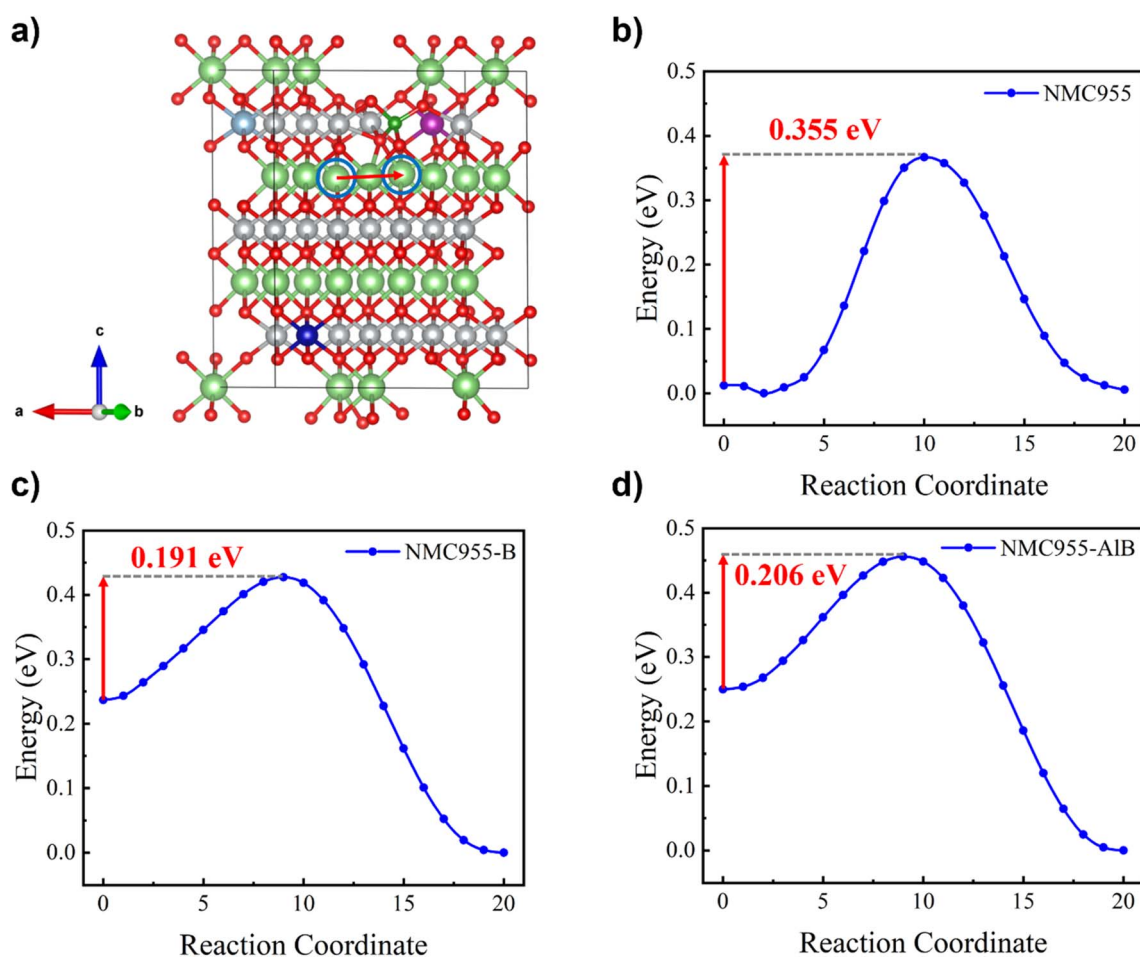 a)
c
a
b
b)
0.5
0.4
0.3
0.2
0.1
0.0
Energy (eV)
NMC955
0.355 eV
0 5 10 15 20
Reaction Coordinate
c)
0.5
0.4
0.3
0.2
0.1
0.0
Energy (eV)
NMC955-B
0.191 eV
0 5 10 15 20
Reaction Coordinate
d)
0.5
0.4
0.3
0.2
0.1
0.0
Energy (eV)
NMC955-AlB
0.206 eV
0 5 10 15 20
Reaction Coordinate